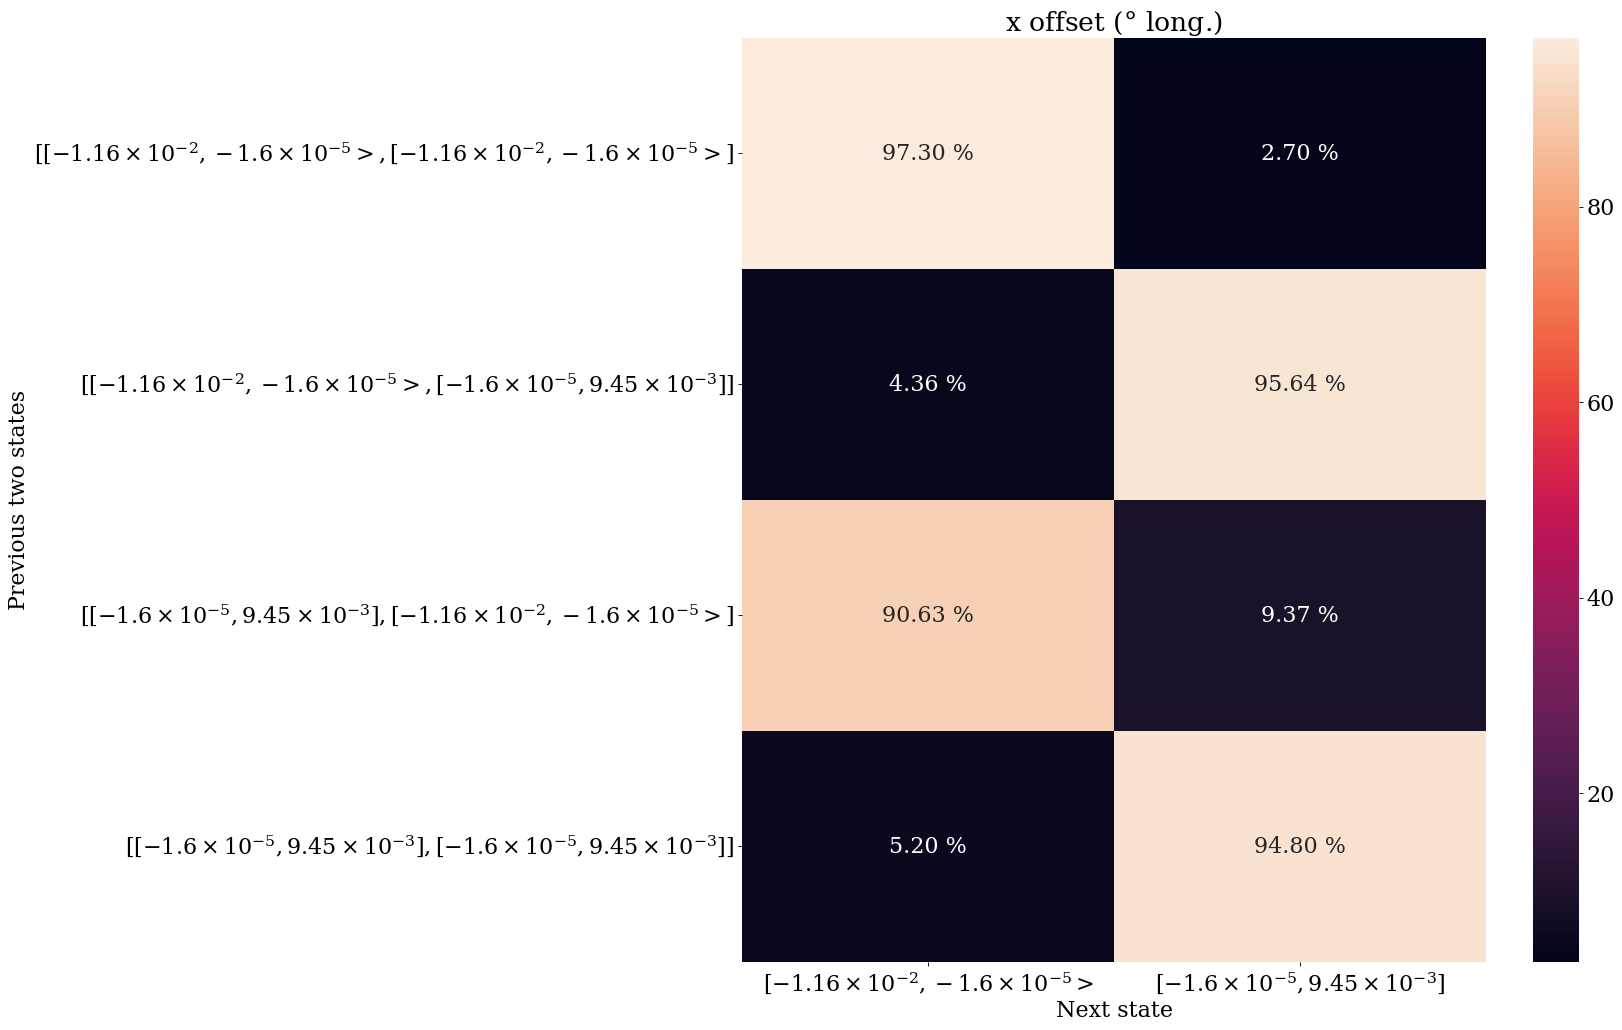 x offset (° long.)
[[−1.16 × 10⁻², −1.6 × 10⁻⁵ >, [−1.16 × 10⁻², −1.6 × 10⁻⁵ >]
97.30 %
2.70 %
80
[[−1.16 × 10⁻², −1.6 × 10⁻⁵ >, [−1.6 × 10⁻⁵, 9.45 × 10⁻³]]
4.36 %
95.64 %
60
Previous two states
[[−1.6 × 10⁻⁵, 9.45 × 10⁻³], [−1.16 × 10⁻², −1.6 × 10⁻⁵ >]
90.63 %
9.37 %
40
20
[[−1.6 × 10⁻⁵, 9.45 × 10⁻³], [−1.6 × 10⁻⁵, 9.45 × 10⁻³]]
5.20 %
94.80 %
[−1.16 × 10⁻², −1.6 × 10⁻⁵ >
[−1.6 × 10⁻⁵, 9.45 × 10⁻³]
Next state